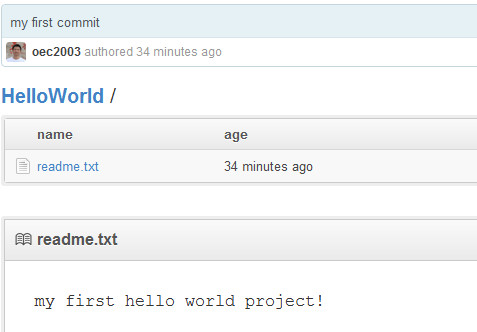 my first commit
oec2003 authored 34 minutes ago
HelloWorld /
name age
readme.txt 34 minutes ago
readme.txt
my first hello world project!